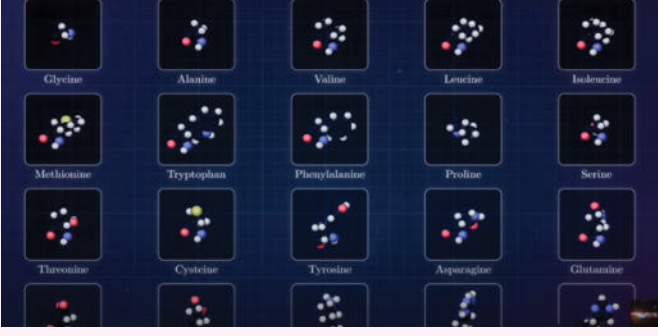 Glycine Alanine Valine Leucine Isoleucine
Methionine Tryptophan Phenylalanine Proline Serine
Threonine Cysteine Tyrosine Asparagine Glutamine